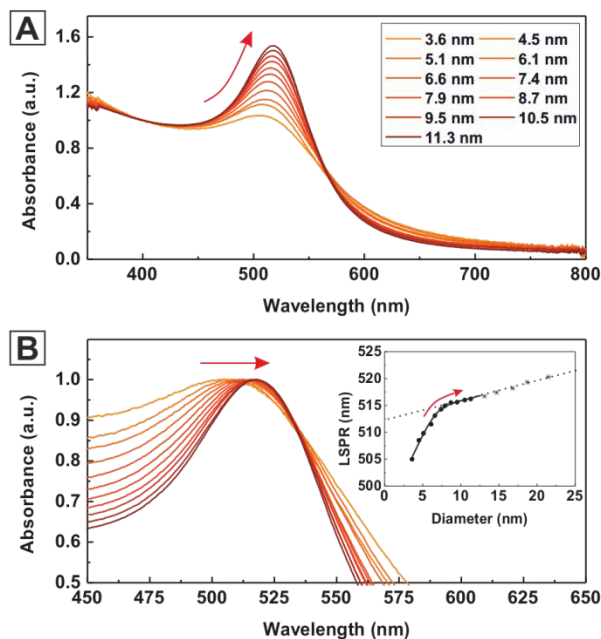 A
Absorbance (a.u.)
1.6
1.2
0.8
0.4
0.0
3.6 nm 4.5 nm
5.1 nm 6.1 nm
6.6 nm 7.4 nm
7.9 nm 8.7 nm
9.5 nm 10.5 nm
11.3 nm
400 500 600 700 800
Wavelength (nm)
B
Absorbance (a.u.)
1.0
0.9
0.8
0.7
0.6
0.5
LSPR (nm)
525
520
515
510
505
500
0 5 10 15 20 25
Diameter (nm)
450 475 500 525 550 575 600 625 650
Wavelength (nm)